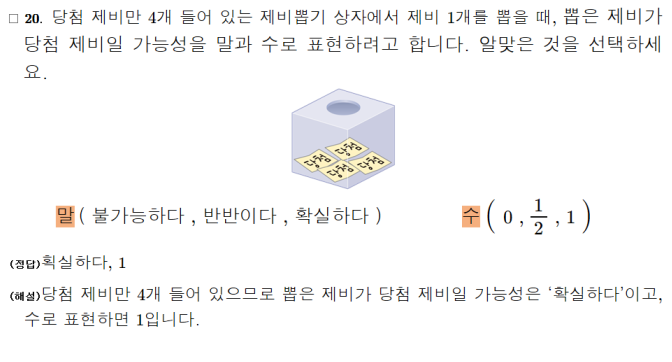 □ 20. 당첨 제비만 4개 들어 있는 제비뽑기 상자에서 제비 1개를 뽑을 때, 뽑은 제비가
당첨 제비일 가능성을 말과 수로 표현하려고 합니다. 알맞은 것을 선택하세
요.
당첨 당첨 당첨 당첨
말 ( 불가능하다 , 반반이다 , 확실하다 ) 수 ( 0 , 1/2 , 1 )
(정답)확실하다, 1
(해설)당첨 제비만 4개 들어 있으므로 뽑은 제비가 당첨 제비일 가능성은 ‘확실하다’이고,
수로 표현하면 1입니다.